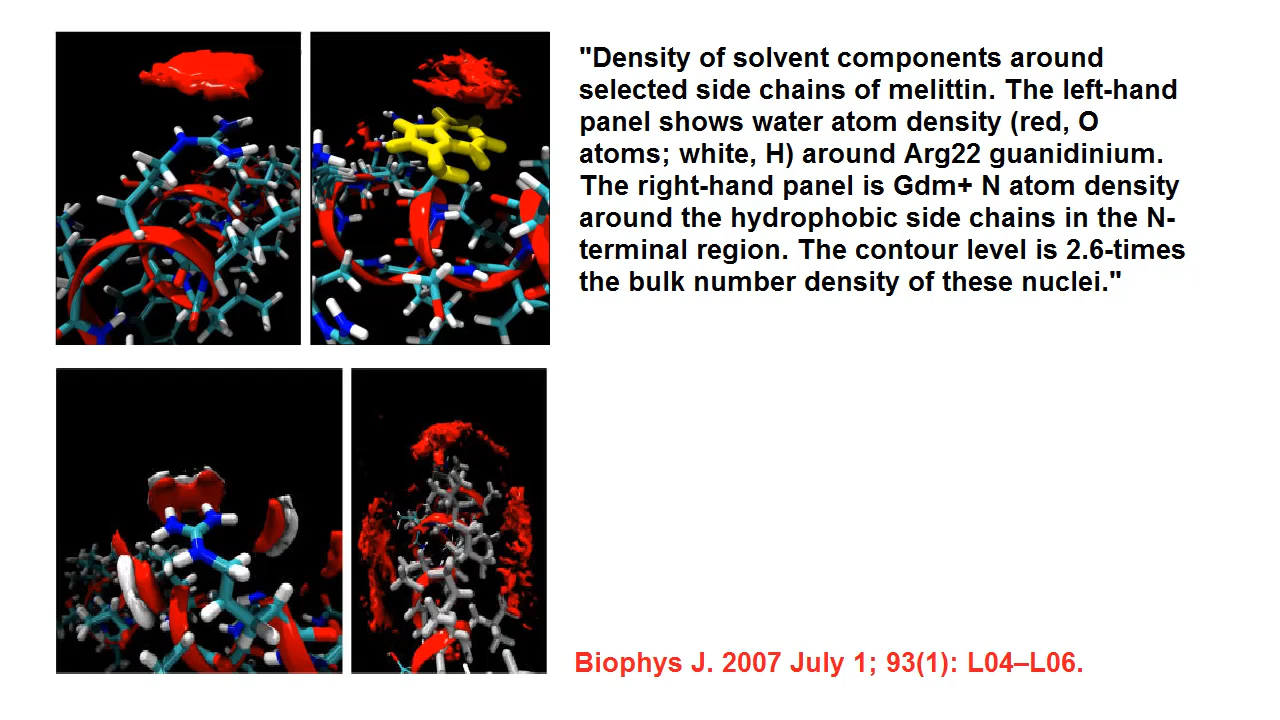 "Density of solvent components around
selected side chains of melittin. The left-hand
panel shows water atom density (red, O
atoms; white, H) around Arg22 guanidinium.
The right-hand panel is Gdm+ N atom density
around the hydrophobic side chains in the N-
terminal region. The contour level is 2.6-times
the bulk number density of these nuclei."
Biophys J. 2007 July 1; 93(1): L04–L06.